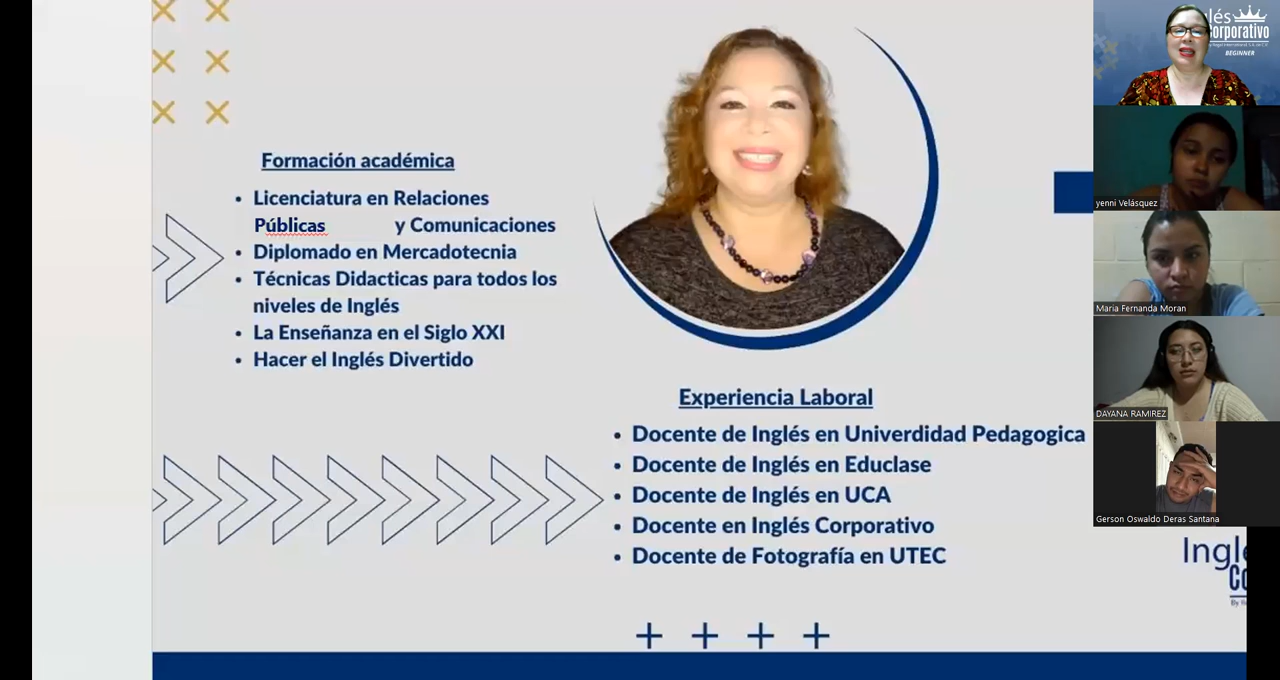 Formación académica
Licenciatura en Relaciones
Públicas y Comunicaciones
Diplomado en Mercadotecnia
Técnicas Didacticas para todos los
niveles de Inglés
La Enseñanza en el Siglo XXI
Hacer el Inglés Divertido
Experiencia Laboral
Docente de Inglés en Univerdidad Pedagogica
Docente de Inglés en Educlase
Docente de Inglés en UCA
Docente en Inglés Corporativo
Docente de Fotografía en UTEC
lés
orporativo
BEGINNER
yenni Velásquez
Maria Fernanda Moran
DAYANA RAMIREZ
Gerson Oswaldo Deras Santana
Ingl